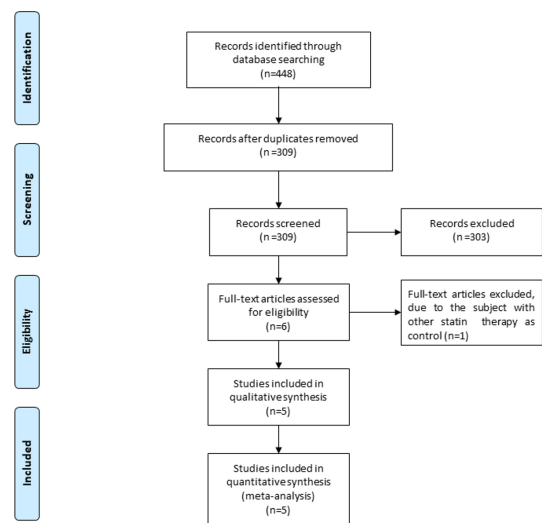 Identification
Records identified through
database searching
(n=448)
Records after duplicates removed
(n =309)
Screening
Records screened
(n =309)
Records excluded
(n =303)
Eligibility
Full-text articles assessed
for eligibility
(n=6)
Full-text articles excluded,
due to the subject with
other statin therapy as
control (n=1)
Studies included in
qualitative synthesis
(n=5)
Included
Studies included in
quantitative synthesis
(meta-analysis)
(n=5)